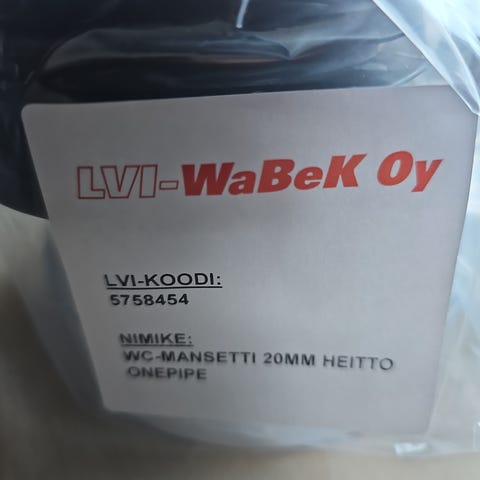 LVI-WaBeK Oy
LVI-KOODI:
5758454
NIMIKE:
WC-MANSETTI 20MM HEITTO
ONEPIPE